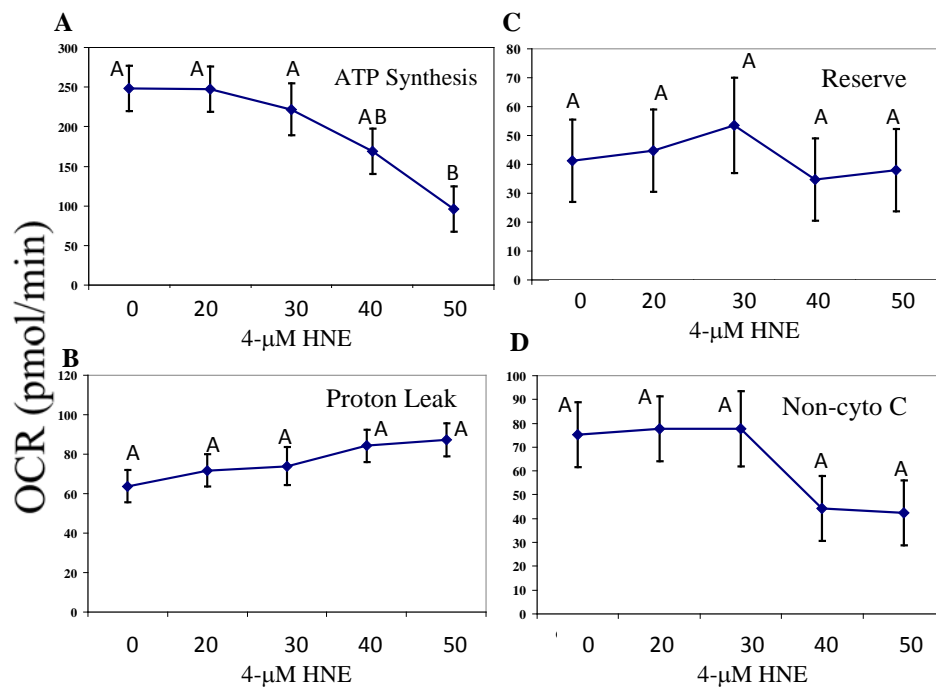 A
ATP Synthesis
300
250
200
150
100
50
0
A
A
A
A B
B
0 20 30 40 50
4-μM HNE
B
Proton Leak
120
100
80
60
40
20
0
A
A
A
A
A
0 20 30 40 50
4-μM HNE
OCR (pmol/min)
C
Reserve
80
70
60
50
40
30
20
10
0
A
A
A
A
A
0 20 30 40 50
4-μM HNE
D
Non-cyto C
100
90
80
70
60
50
40
30
20
10
0
A
A
A
A
A
0 20 30 40 50
4-μM HNE